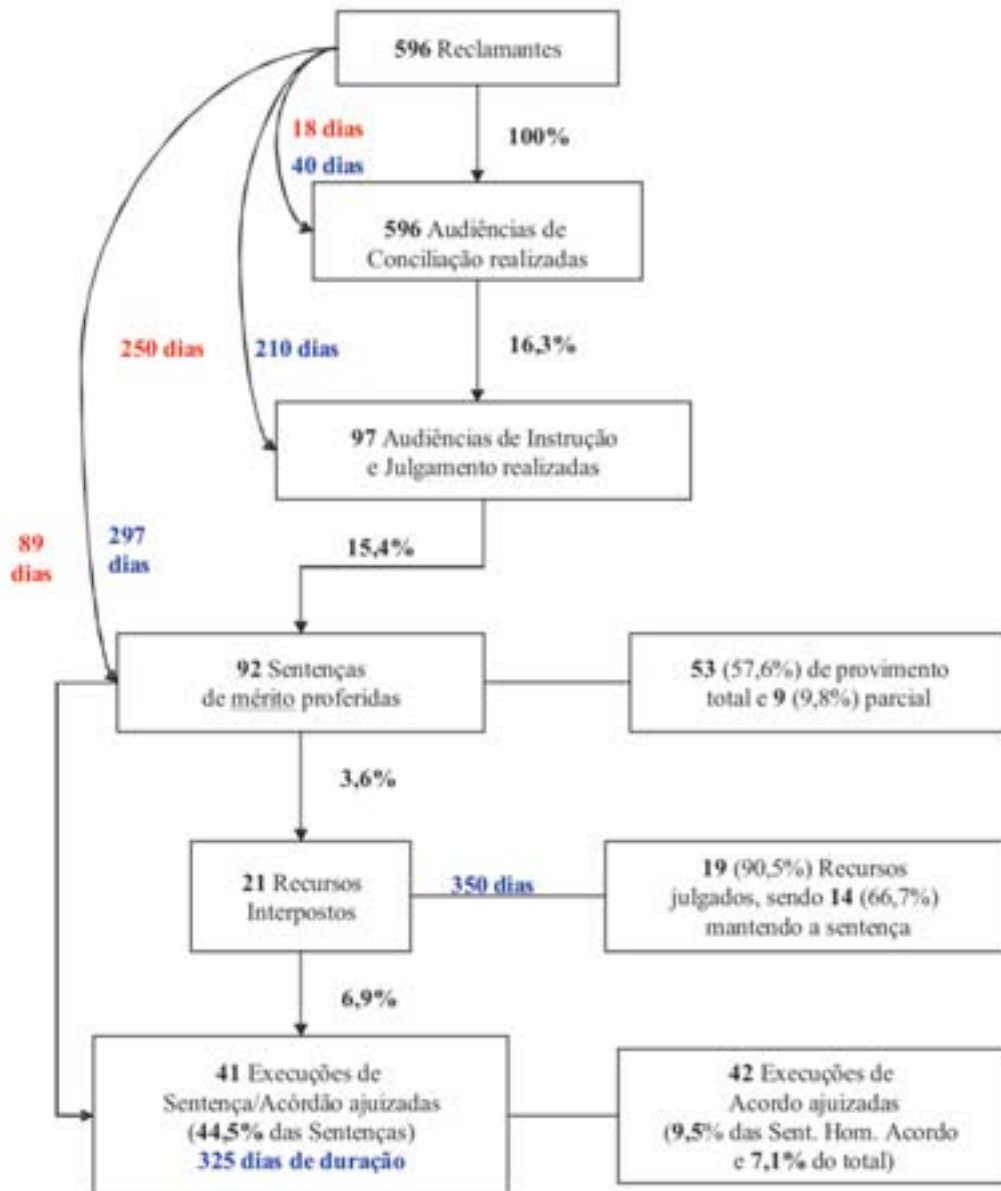 596 Reclamantes
18 dias
40 dias
100%
596 Audiências de
Conciliação realizadas
250 dias
210 dias
16,3%
97 Audiências de Instrução
e Julgamento realizadas
89
dias
297
dias
15,4%
92 Sentenças
de mérito proferidas
53 (57,6%) de provimento
total e 9 (9,8%) parcial
3,6%
21 Recursos
Interpostos
350 dias
19 (90,5%) Recursos
julgados, sendo 14 (66,7%)
mantendo a sentença
6,9%
41 Execuções de
Sentença/Acórdão ajuizadas
(44,5% das Sentenças)
325 dias de duração
42 Execuções de
Acordo ajuizadas
(9,5% das Sent. Hom. Acordo
e 7,1% do total)